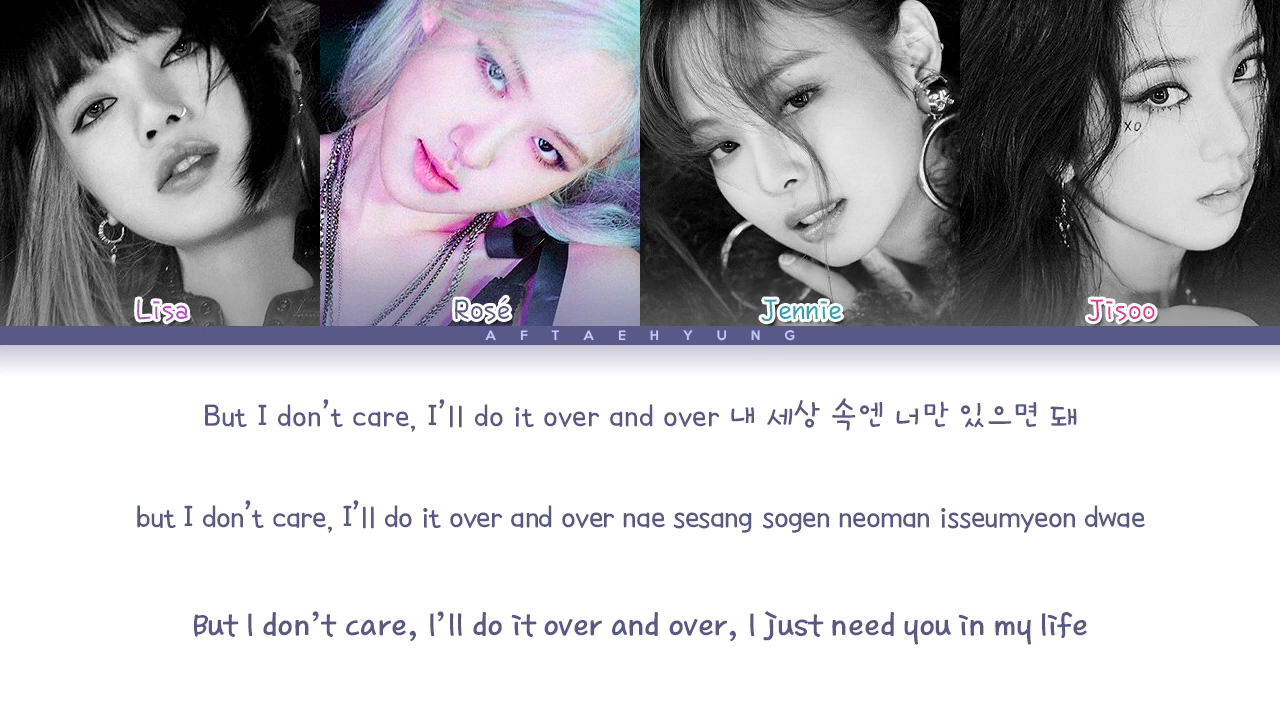 xo
Lisa
Rosé
Jennie
Jisoo
AFTAEHYUNG
But I don't care, I'll do it over and over 내 세상 속엔 너만 있으면 돼
but I don't care, I'll do it over and over nae sesang sogen neoman isseumyeon dwae
But I don't care, I'll do it over and over, I just need you in my life